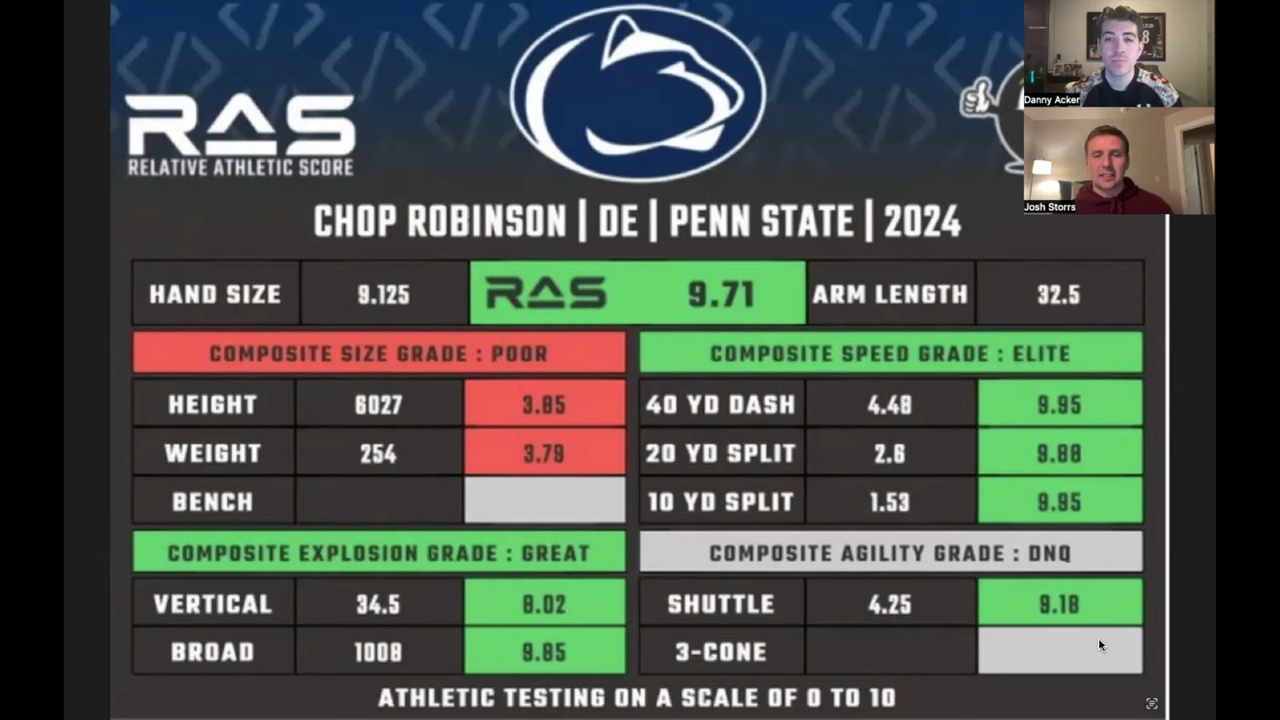 Danny Acker
Josh Storrs
RAS
RELATIVE ATHLETIC SCORE
CHOP ROBINSON | DE | PENN STATE | 2024
HAND SIZE 9.125 RAS 9.71 ARM LENGTH 32.5
COMPOSITE SIZE GRADE : POOR COMPOSITE SPEED GRADE : ELITE
HEIGHT 6027 3.85 40 YD DASH 4.48 9.95
WEIGHT 254 3.79 20 YD SPLIT 2.6 9.88
BENCH 10 YD SPLIT 1.53 9.95
COMPOSITE EXPLOSION GRADE : GREAT COMPOSITE AGILITY GRADE : DNQ
VERTICAL 34.5 8.02 SHUTTLE 4.25 9.18
BROAD 1008 9.85 3-CONE
ATHLETIC TESTING ON A SCALE OF 0 TO 10